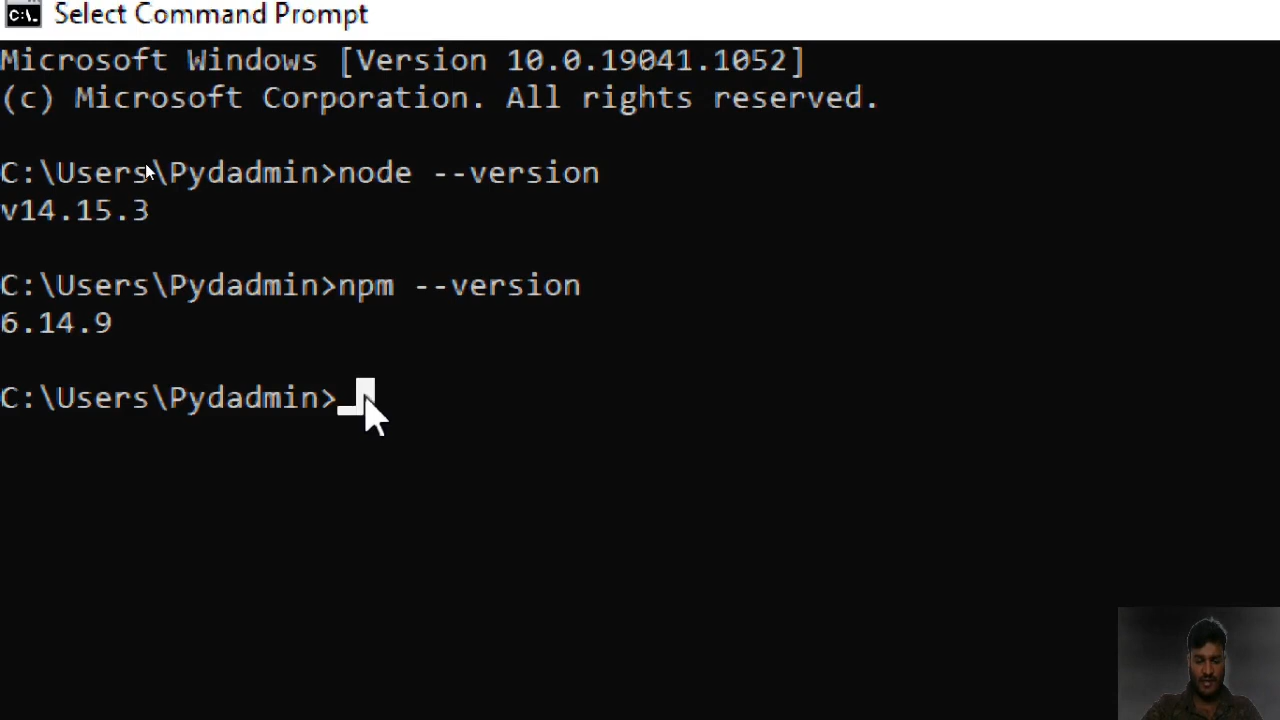 Select Command Prompt
Microsoft Windows [Version 10.0.19041.1052]
(c) Microsoft Corporation. All rights reserved.
C:\Users\Pydadmin>node --version
v14.15.3
C:\Users\Pydadmin>npm --version
6.14.9
C:\Users\Pydadmin>_